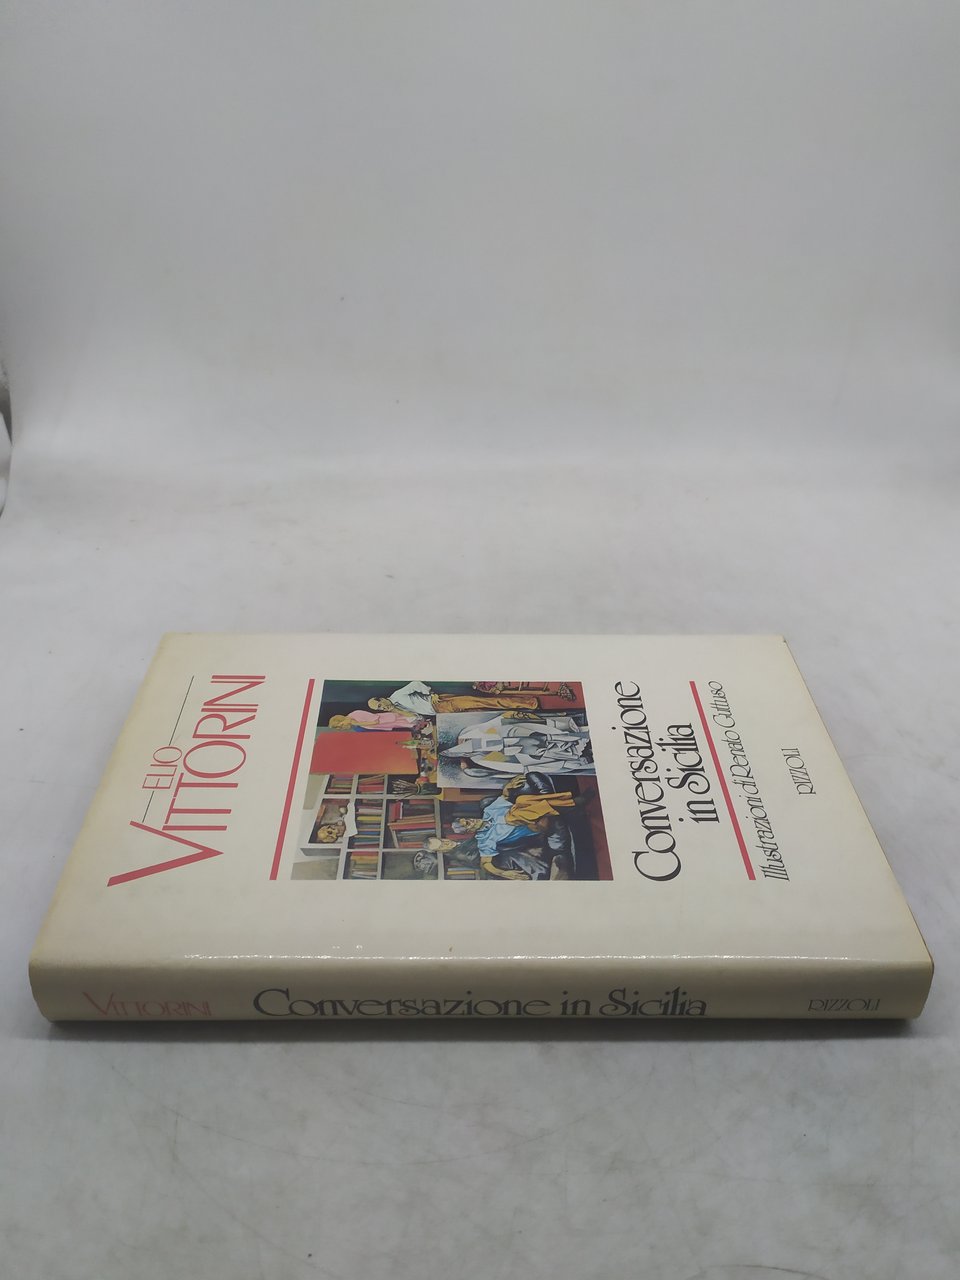 ELIO
VITTORINI
Conversazione
in Sicilia
Illustrazioni di Renato Guttuso
RIZZOLI
VITTORINI
Conversazione in Sicilia
RIZZOLI